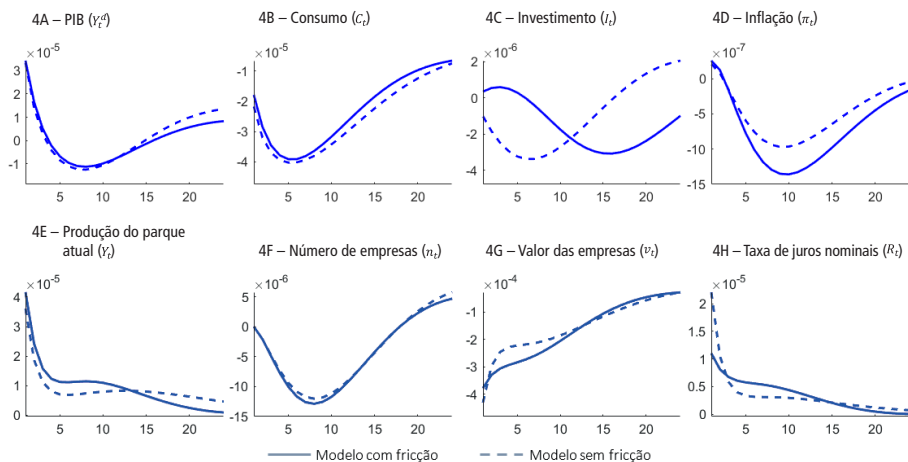 4A – PIB (Y_t^d)
4B – Consumo (C_t)
4C – Investimento (I_t)
4D – Inflação (π_t)
×10^-5
3
2
1
0
-1
5 10 15 20
×10^-5
-1
-2
-3
-4
5 10 15 20
×10^-6
2
0
-2
-4
-6
5 10 15 20
×10^-7
0
-5
-10
-15
5 10 15 20
4E – Produção do parque
atual (Y_t)
4F – Número de empresas (n_t)
4G – Valor das empresas (v_t)
4H – Taxa de juros nominais (R_t)
×10^-5
4
3
2
1
0
5 10 15 20
×10^-6
5
0
-5
-10
-15
5 10 15 20
×10^-4
-1
-2
-3
-4
5 10 15 20
×10^-5
2
1.5
1
0.5
0
5 10 15 20
Modelo com fricção
Modelo sem fricção